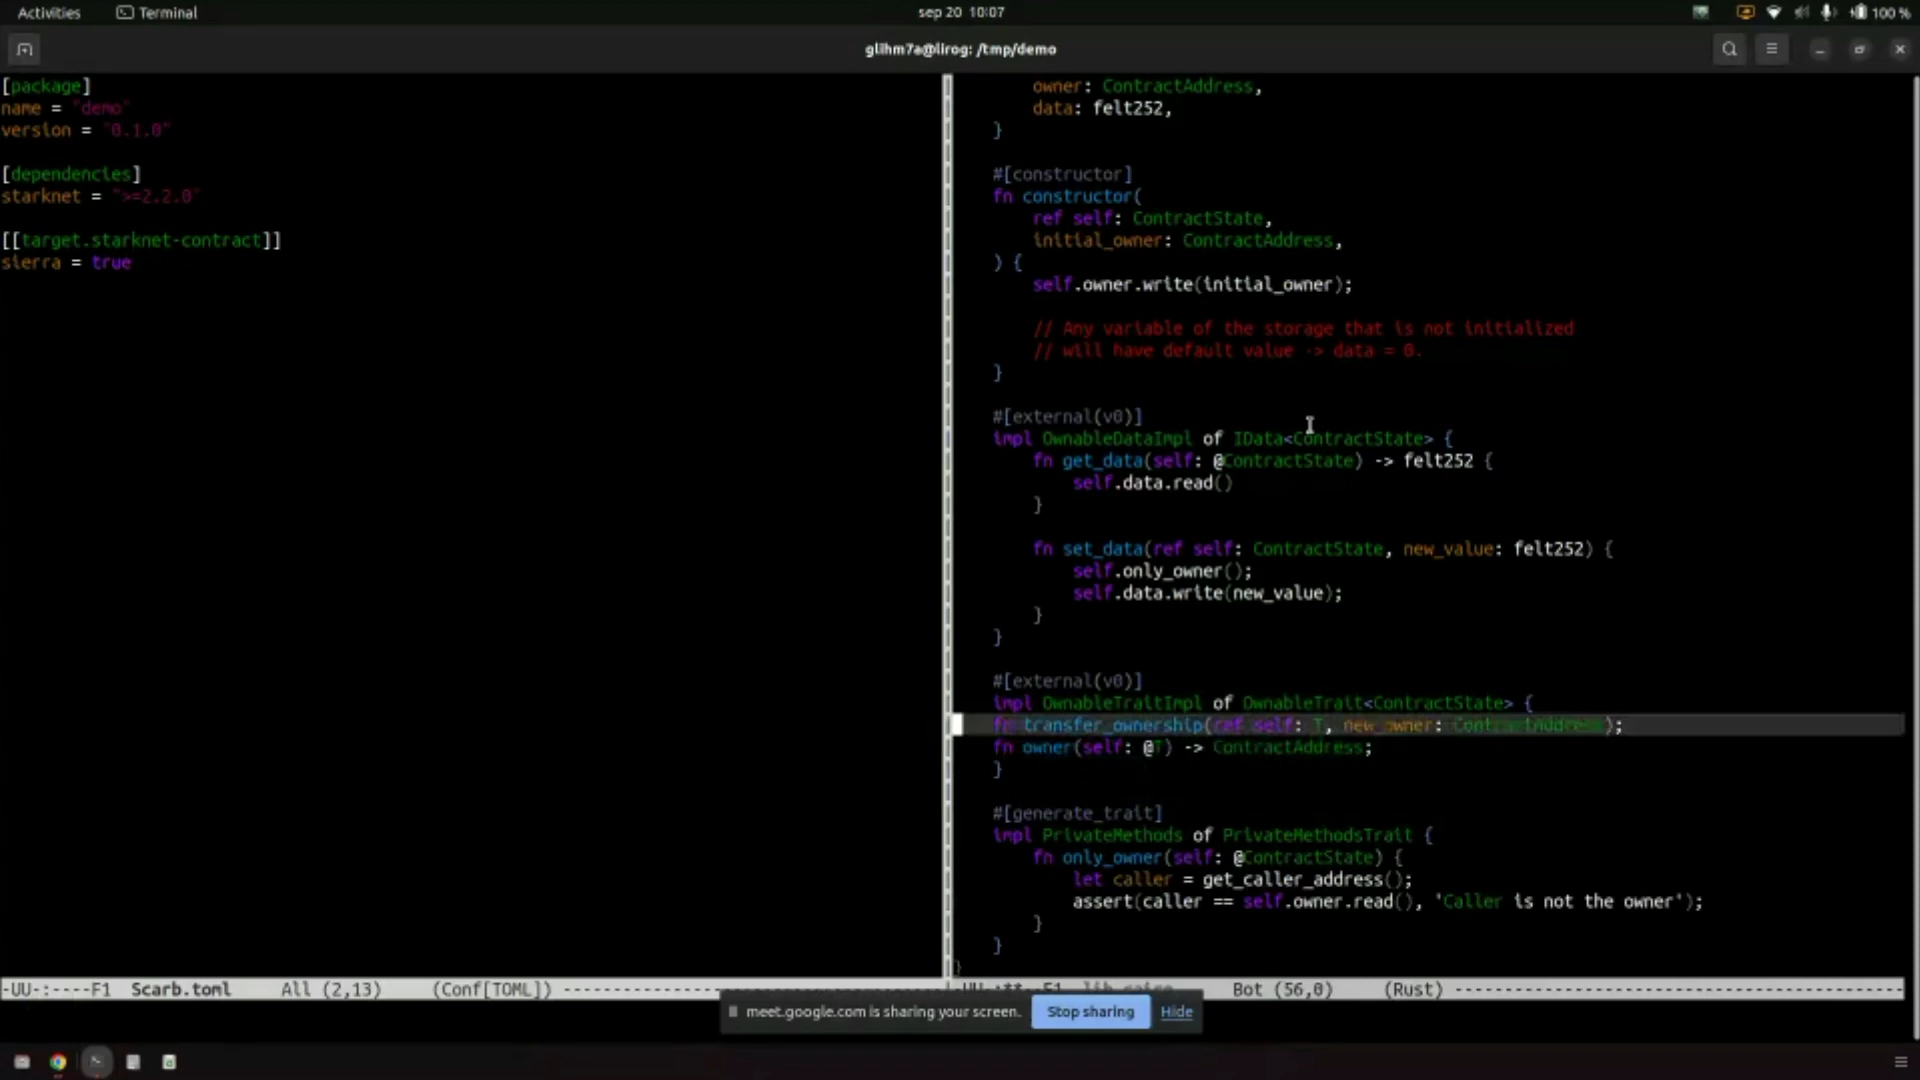 Activities Terminal sep 20 10:07 100 %
glihm7a@lirog: /tmp/demo
[package]
name = "demo"
version = "0.1.0"
[dependencies]
starknet = ">=2.2.0"
[[target.starknet-contract]]
sierra = true
owner: ContractAddress,
data: felt252,
}
#[constructor]
fn constructor(
ref self: ContractState,
initial_owner: ContractAddress,
) {
self.owner.write(initial_owner);
// Any variable of the storage that is not initialized
// will have default value -> data = 0.
}
#[external(v0)]
impl OwnableDataImpl of IData<ContractState> {
fn get_data(self: @ContractState) -> felt252 {
self.data.read()
}
fn set_data(ref self: ContractState, new_value: felt252) {
self.only_owner();
self.data.write(new_value);
}
}
#[external(v0)]
impl OwnableTraitImpl of OwnableTrait<ContractState> {
fn transfer_ownership(ref self: T, new_owner: ContractAddress);
fn owner(self: @T) -> ContractAddress;
}
#[generate_trait]
impl PrivateMethods of PrivateMethodsTrait {
fn only_owner(self: @ContractState) {
let caller = get_caller_address();
assert(caller == self.owner.read(), 'Caller is not the owner');
}
}
}
-UU-:----F1 Scarb.toml All (2,13) (Conf[TOML])
-UU-:**- F1 lib.cairo Bot (56,0) (Rust)
meet.google.com is sharing your screen. Stop sharing Hide